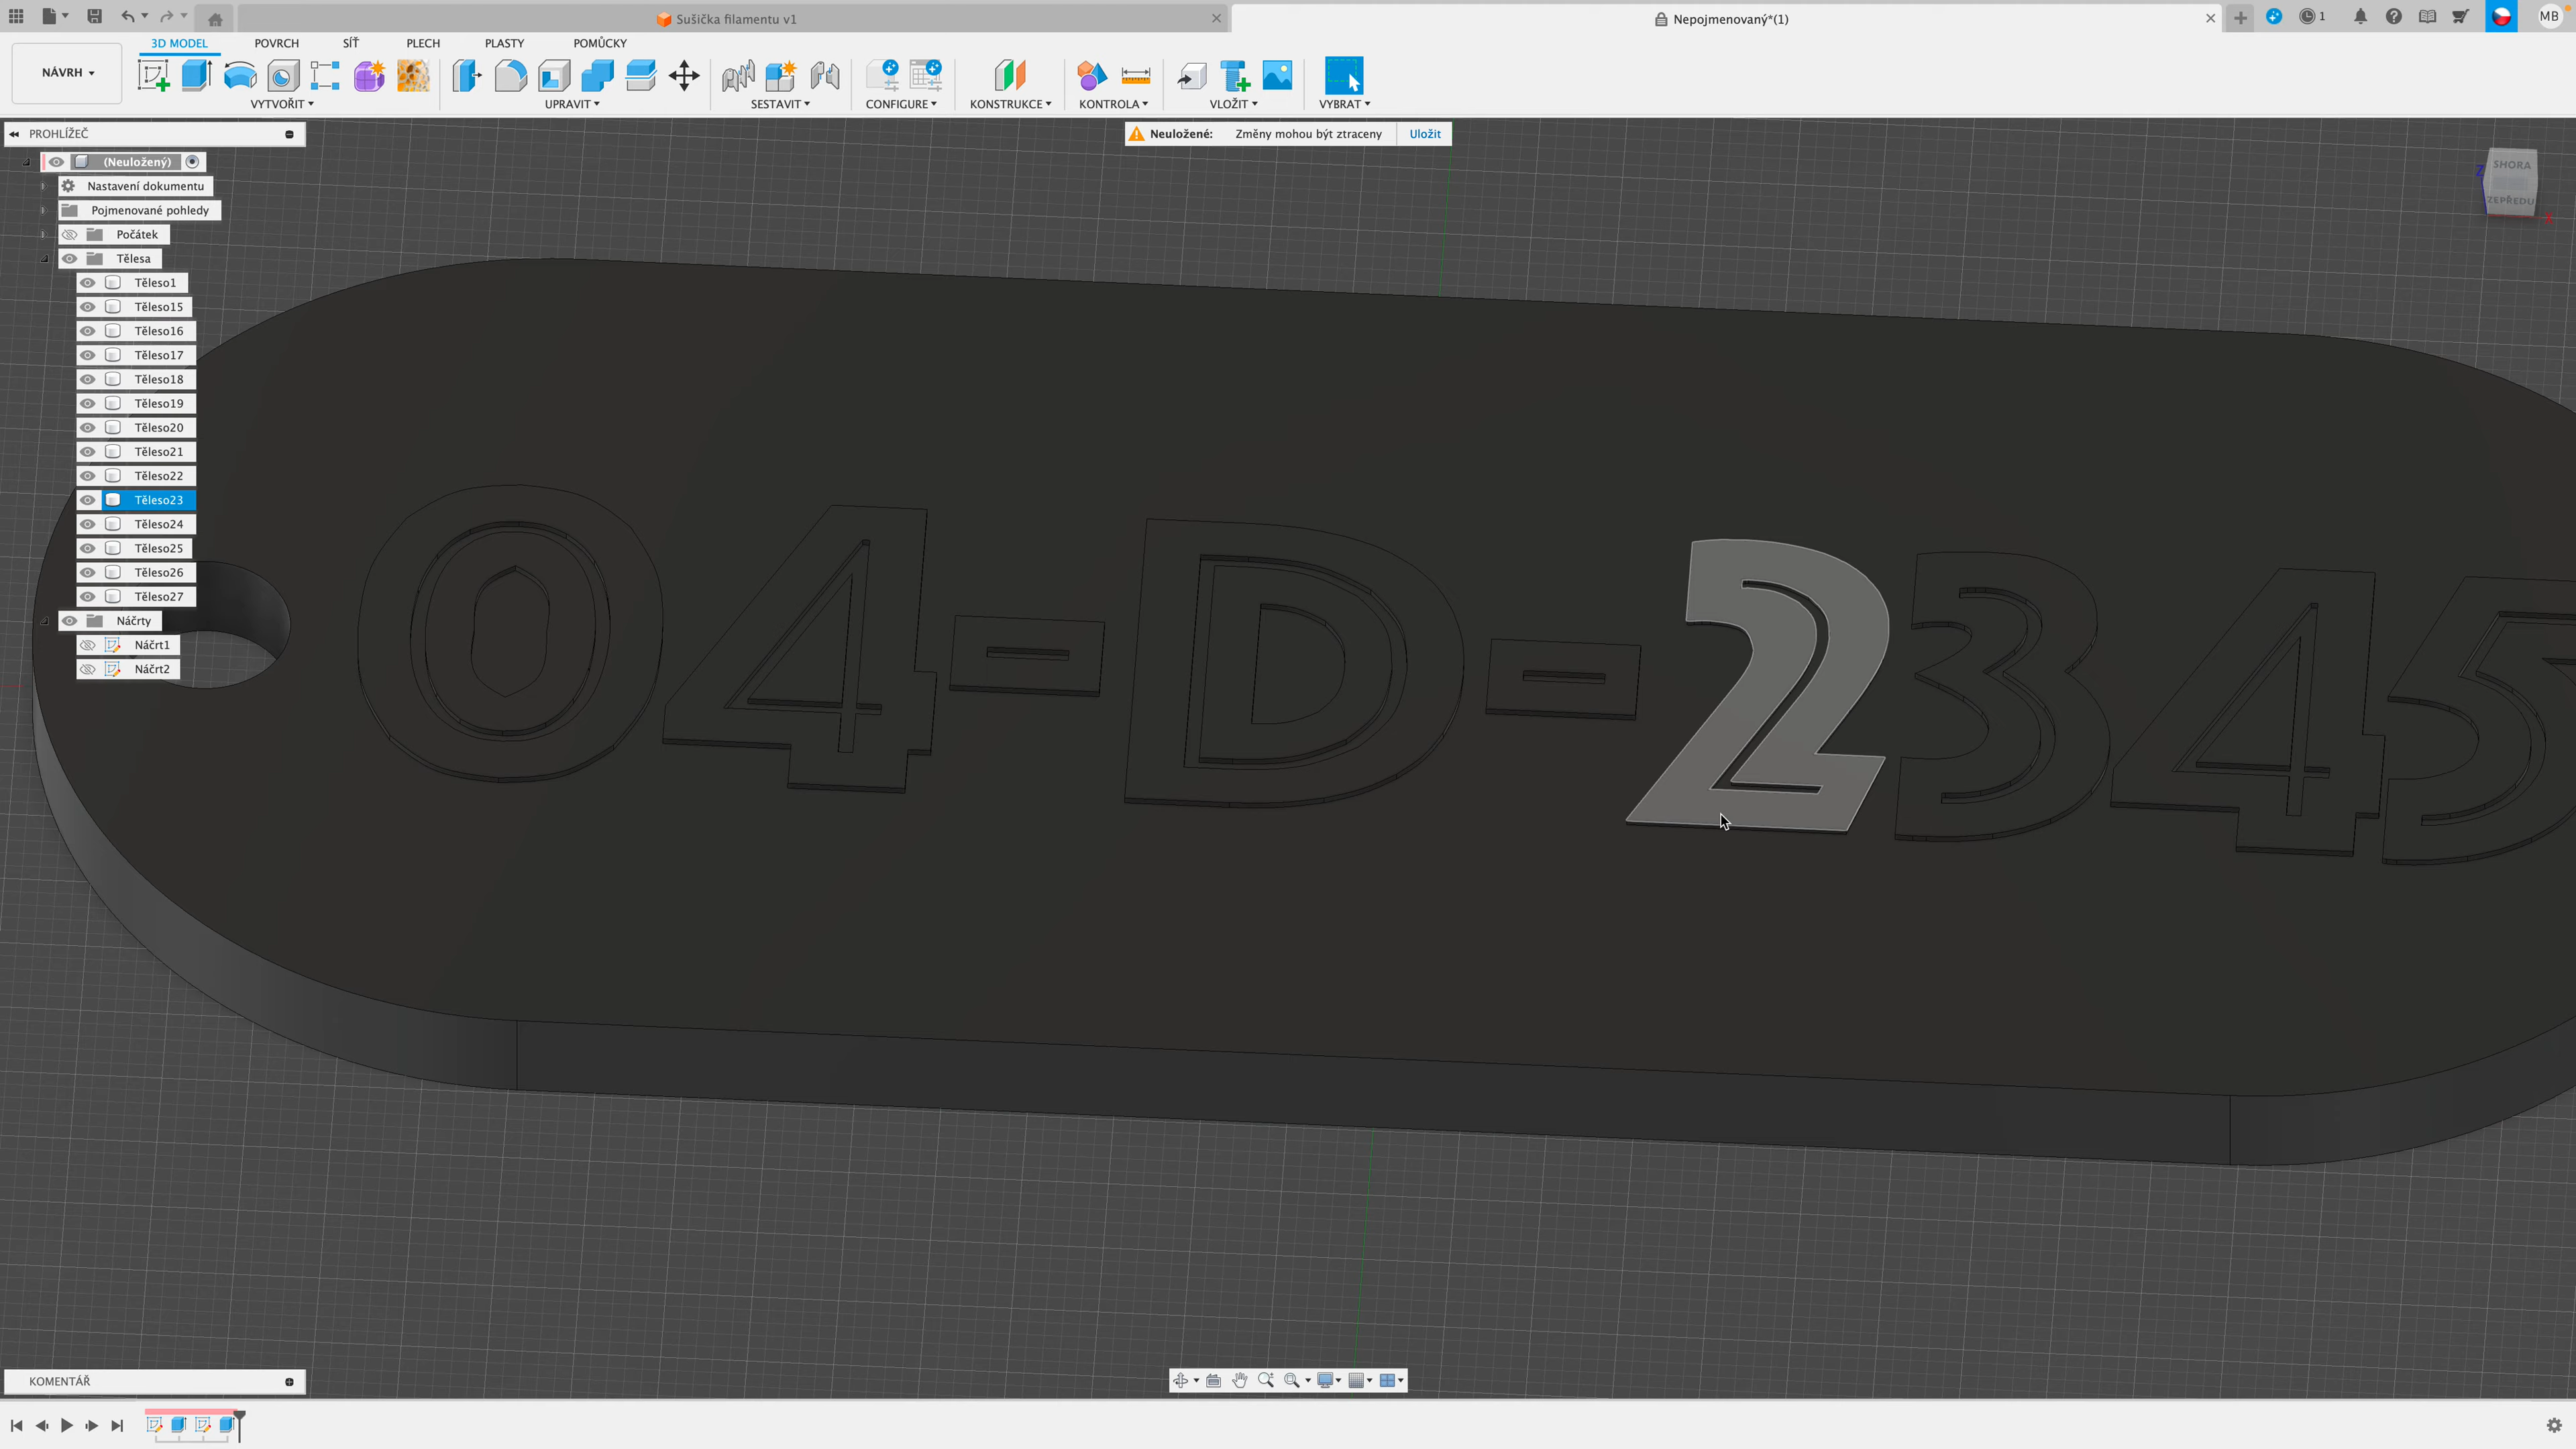 Sušička filamentu v1
Nepojmenovaný*(1)
1
MB
NÁVRH
3D MODEL
POVRCH
SÍŤ
PLECH
PLASTY
POMŮCKY
VYTVOŘIT
UPRAVIT
SESTAVIT
CONFIGURE
KONSTRUKCE
KONTROLA
VLOŽIT
VYBRAT
PROHLÍŽEČ
Neuložené: Změny mohou být ztraceny Uložit
(Neuložený)
Nastavení dokumentu
Pojmenované pohledy
Počátek
Tělesa
Těleso1
Těleso15
Těleso16
Těleso17
Těleso18
Těleso19
Těleso20
Těleso21
Těleso22
Těleso23
Těleso24
Těleso25
Těleso26
Těleso27
Náčrty
Náčrt1
Náčrt2
SHORA
ZEPŘEDU
Z
X
04-D-2345
KOMENTÁŘ